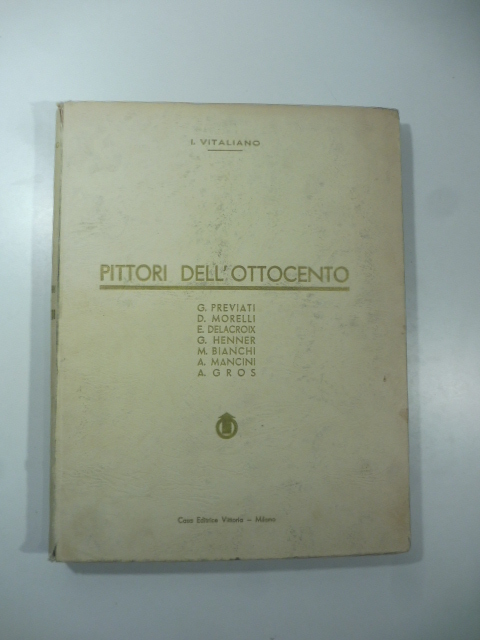 I. VITALIANO
PITTORI DELL'OTTOCENTO
G. PREVIATI
D. MORELLI
E. DELACROIX
G. HENNER
M. BIANCHI
A. MANCINI
A. GROS
Casa Editrice Vittoria – Milano